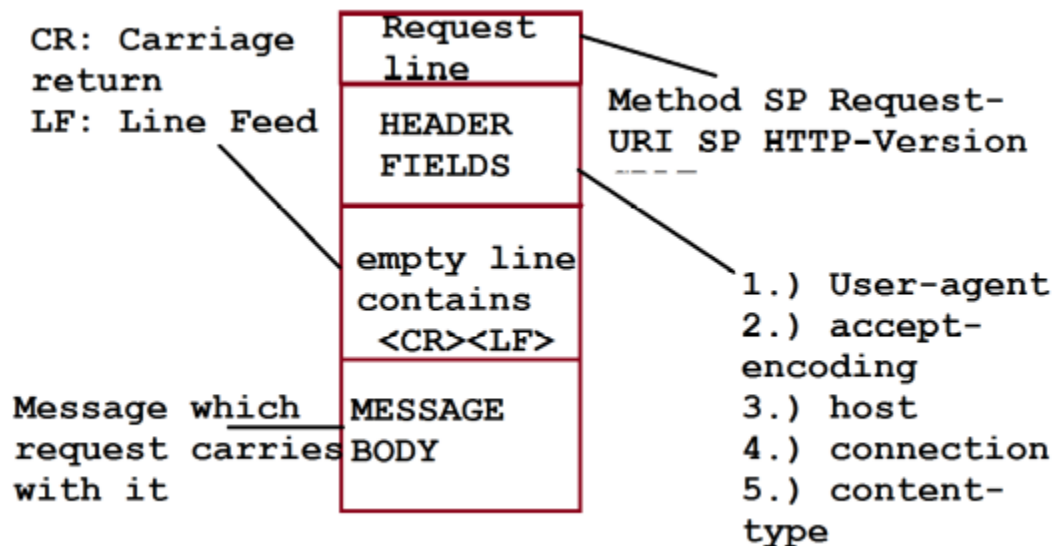 CR: Carriage
return
LF: Line Feed
Request
line
Method SP Request-
URI SP HTTP-Version
HEADER
FIELDS
empty line
contains
<CR><LF>
1.) User-agent
2.) accept-
encoding
3.) host
4.) connection
5.) content-
type
Message which
request carries
with it
MESSAGE
BODY